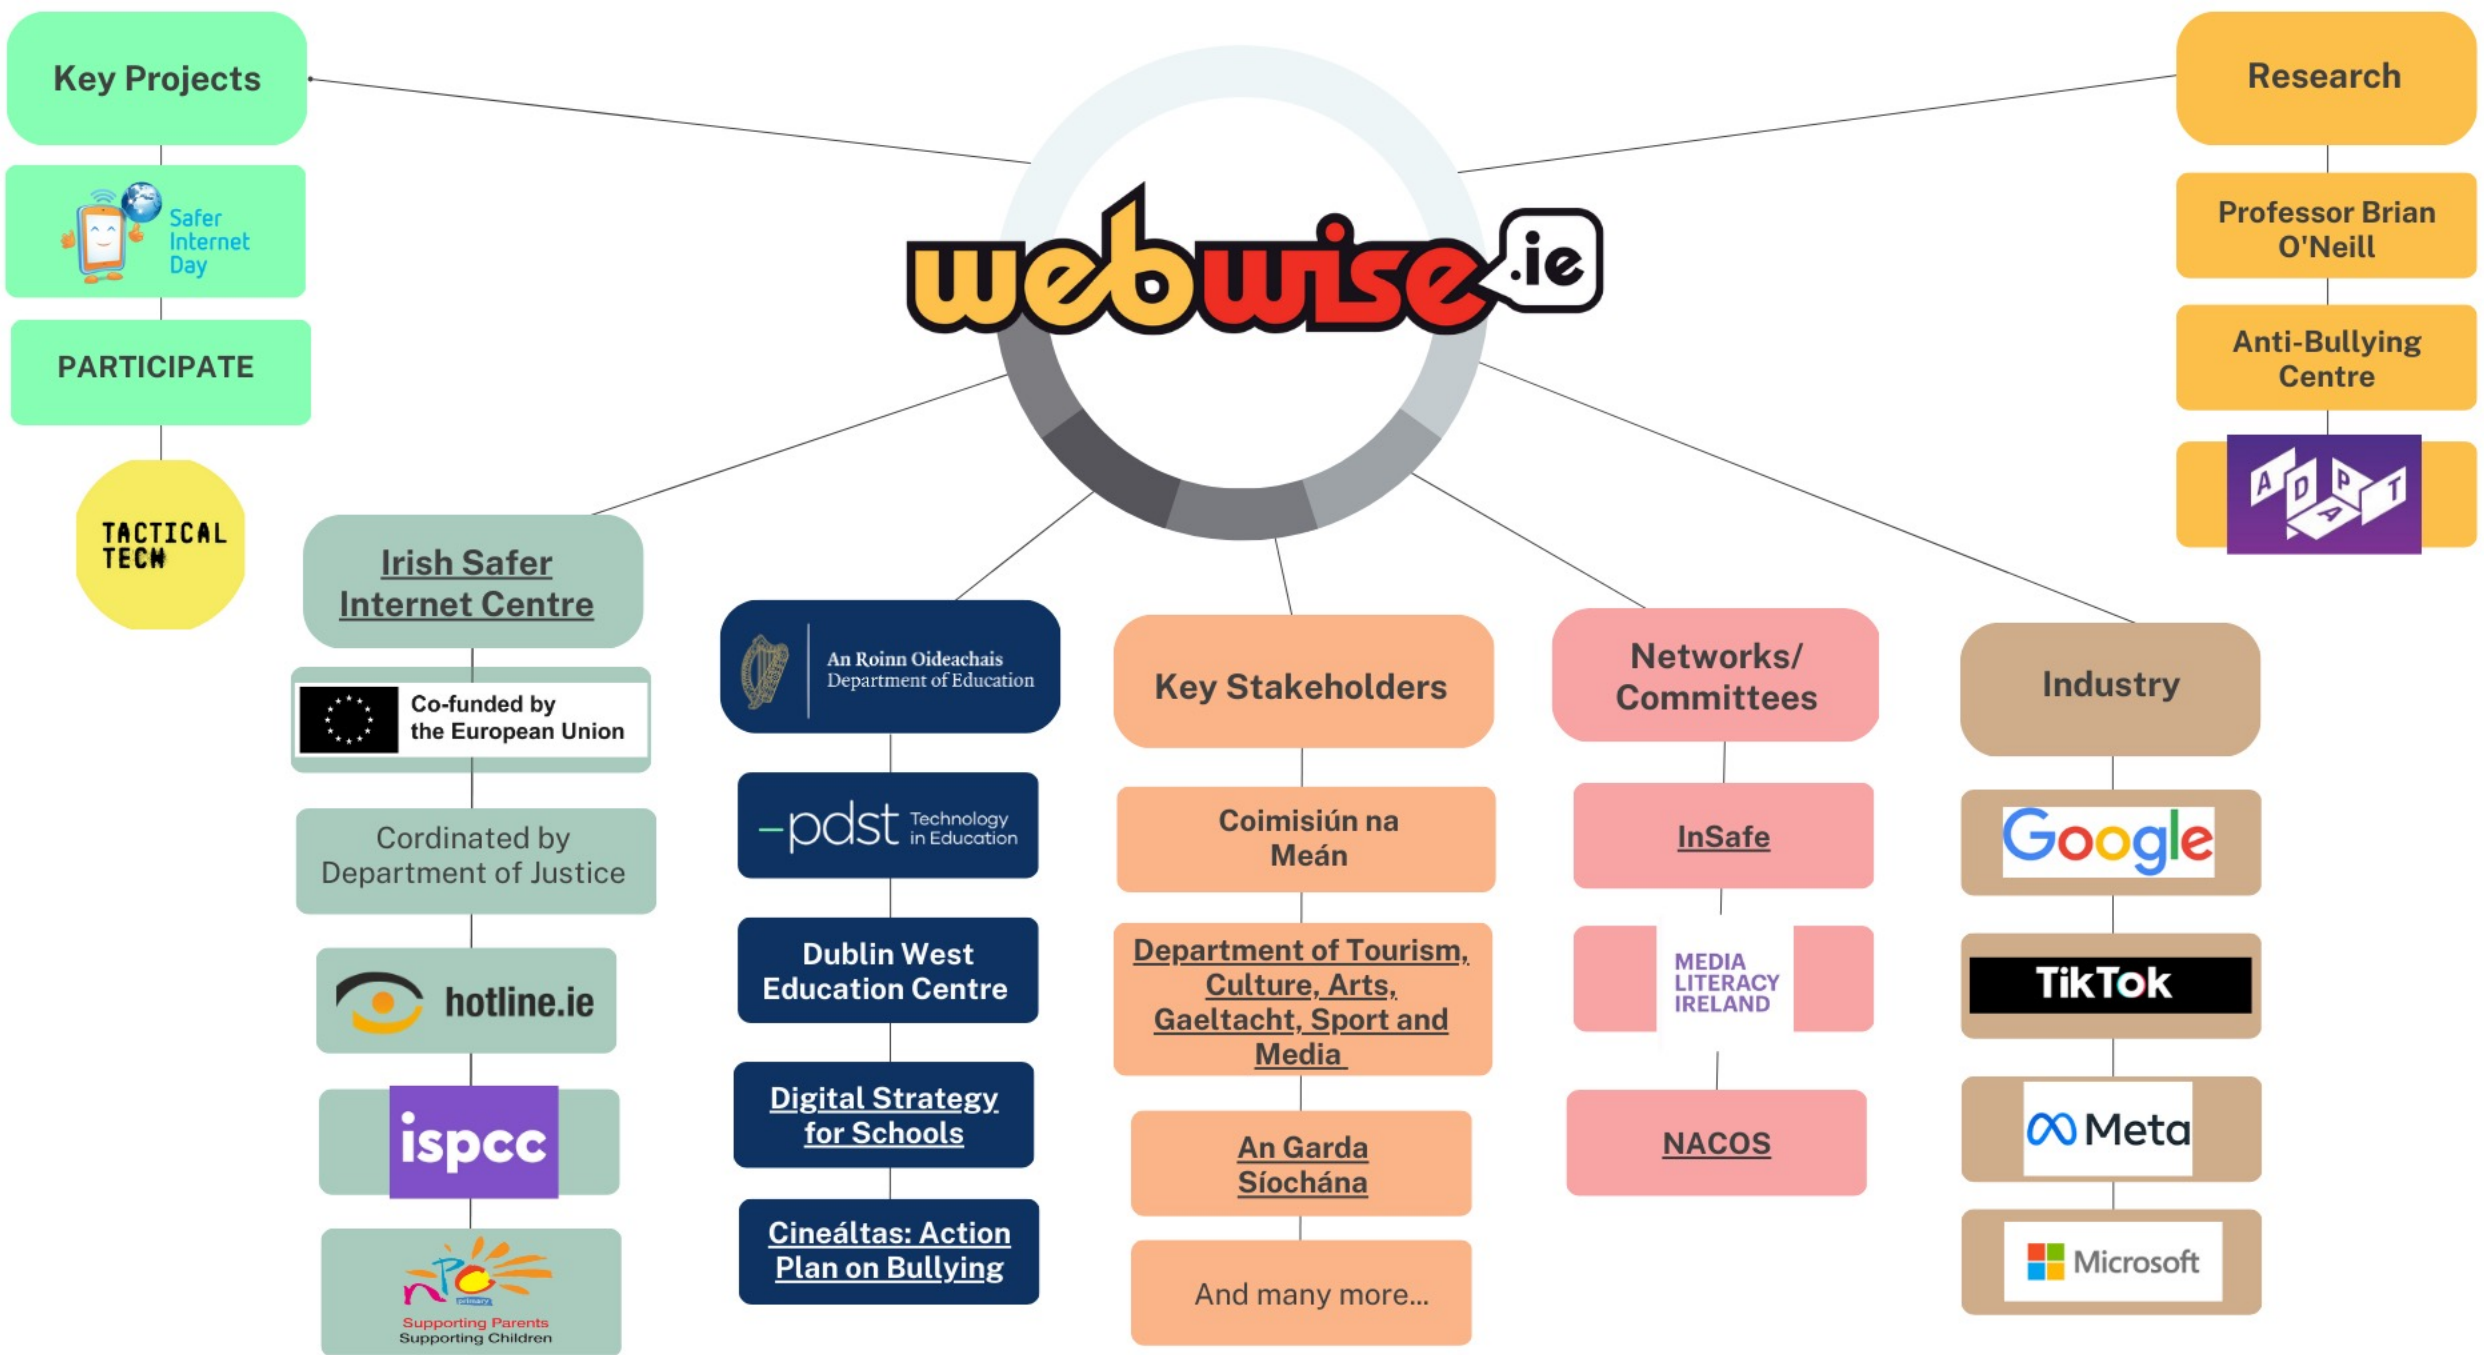 Key Projects
Safer
Internet
Day
PARTICIPATE
TACTICAL
TECH
webwise.ie
Research
Professor Brian
O'Neill
Anti-Bullying
Centre
ADAPT
Irish Safer
Internet Centre
Co-funded by
the European Union
Cordinated by
Department of Justice
hotline.ie
ispcc
npc
primary
Supporting Parents
Supporting Children
An Roinn Oideachais
Department of Education
pdst Technology
in Education
Dublin West
Education Centre
Digital Strategy
for Schools
Cineáltas: Action
Plan on Bullying
Key Stakeholders
Coimisiún na
Meán
Department of Tourism,
Culture, Arts,
Gaeltacht, Sport and
Media
An Garda
Síochána
And many more...
Networks/
Committees
InSafe
MEDIA
LITERACY
IRELAND
NACOS
Industry
Google
TikTok
Meta
Microsoft